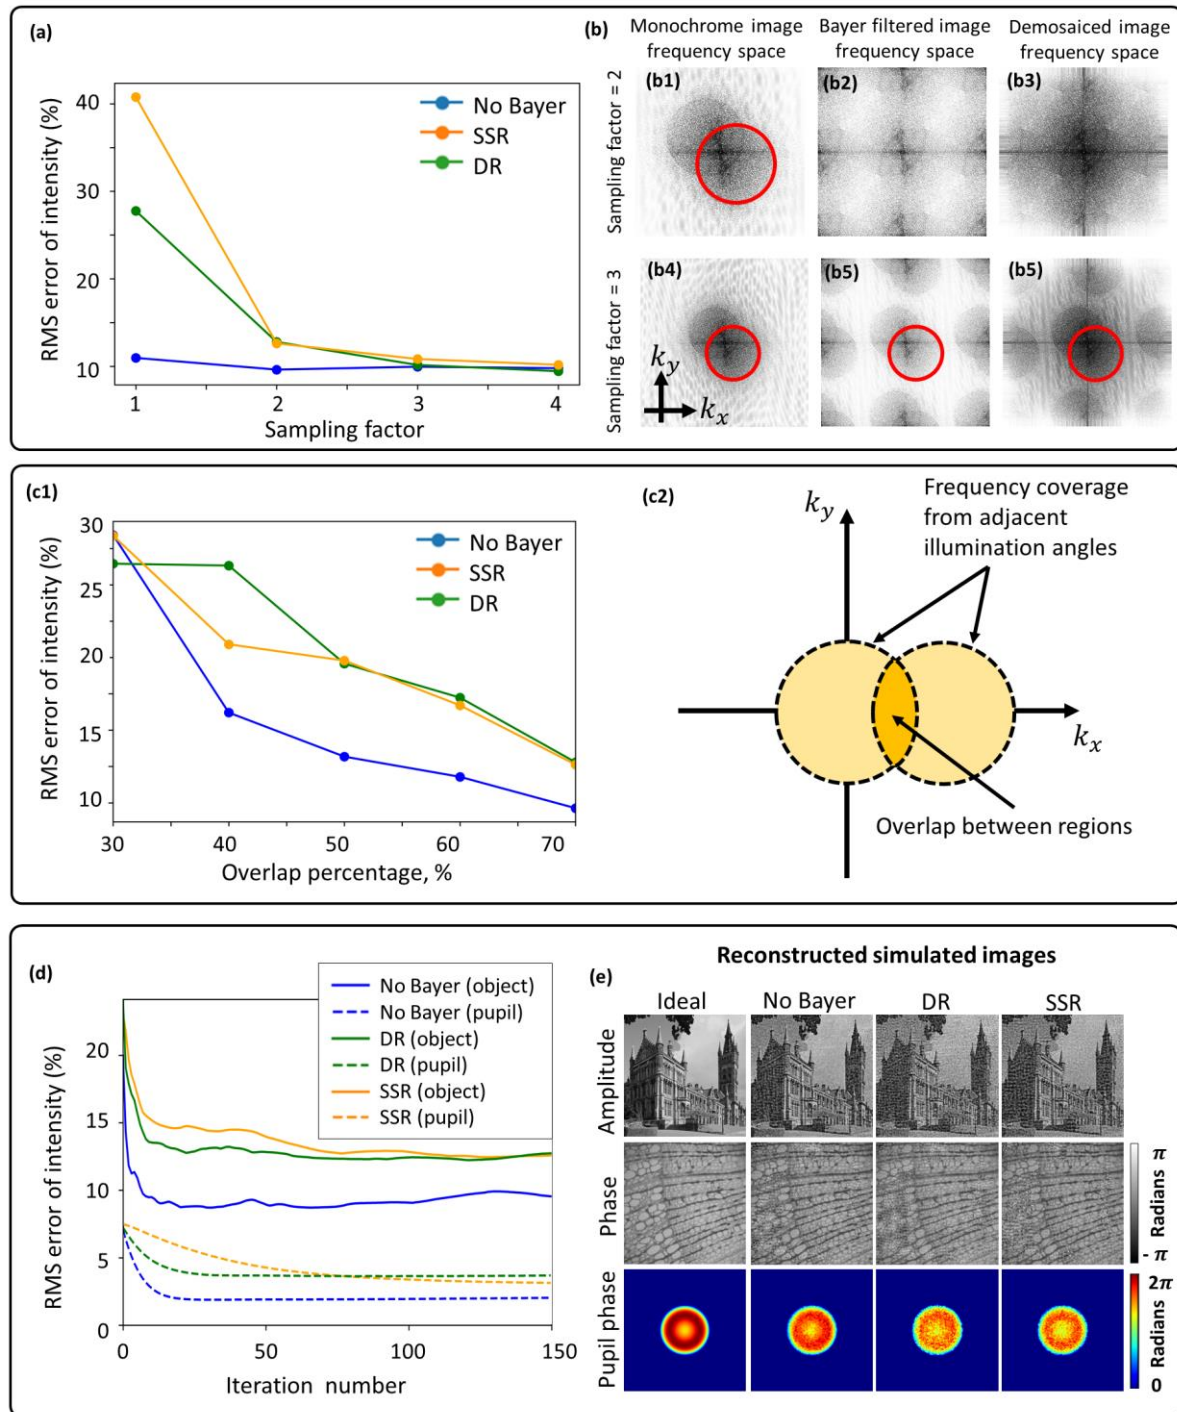 (a)
RMS error of intensity (%)
40
30
20
10
1
2
3
4
Sampling factor
No Bayer
SSR
DR
(b)
Monochrome image
frequency space
Bayer filtered image
frequency space
Demosaiced image
frequency space
Sampling factor = 2
(b1)
(b2)
(b3)
Sampling factor = 3
(b4)
(b5)
(b5)
k_y
k_x
(c1)
RMS error of intensity (%)
30
25
20
15
10
30
40
50
60
70
Overlap percentage, %
No Bayer
SSR
DR
(c2)
k_y
Frequency coverage
from adjacent
illumination angles
k_x
Overlap between regions
(d)
RMS error of intensity (%)
20
15
10
5
0
0
50
100
150
Iteration number
No Bayer (object)
No Bayer (pupil)
DR (object)
DR (pupil)
SSR (object)
SSR (pupil)
Reconstructed simulated images
(e)
Ideal
No Bayer
DR
SSR
Amplitude
Phase
π
Radians
- π
Pupil phase
2π
Radians
0